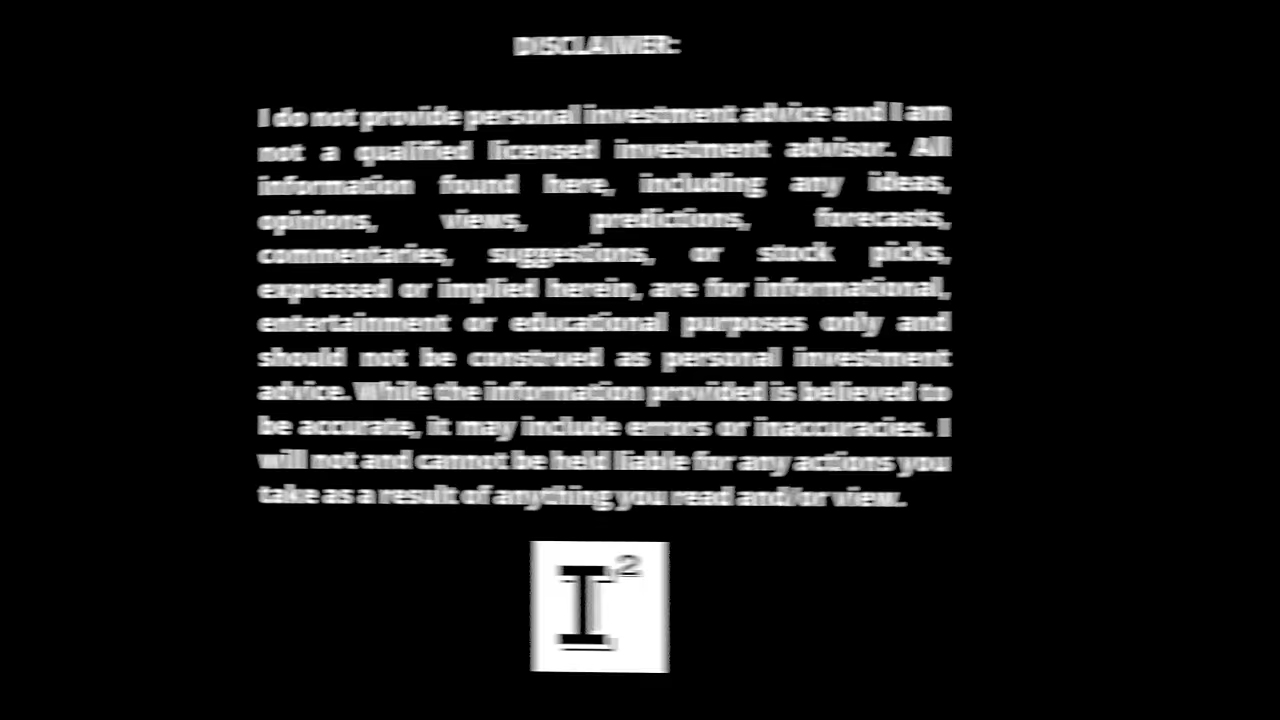 DISCLAIMER:
I do not provide personal investment advice and I am
not a qualified licensed investment advisor. All
information found here, including any ideas,
opinions, views, predictions, forecasts,
commentaries, suggestions, or stock picks,
expressed or implied herein, are for informational,
entertainment or educational purposes only and
should not be construed as personal investment
advice. While the information provided is believed to
be accurate, it may include errors or inaccuracies. I
will not and cannot be held liable for any actions you
take as a result of anything you read and/or view.
I²